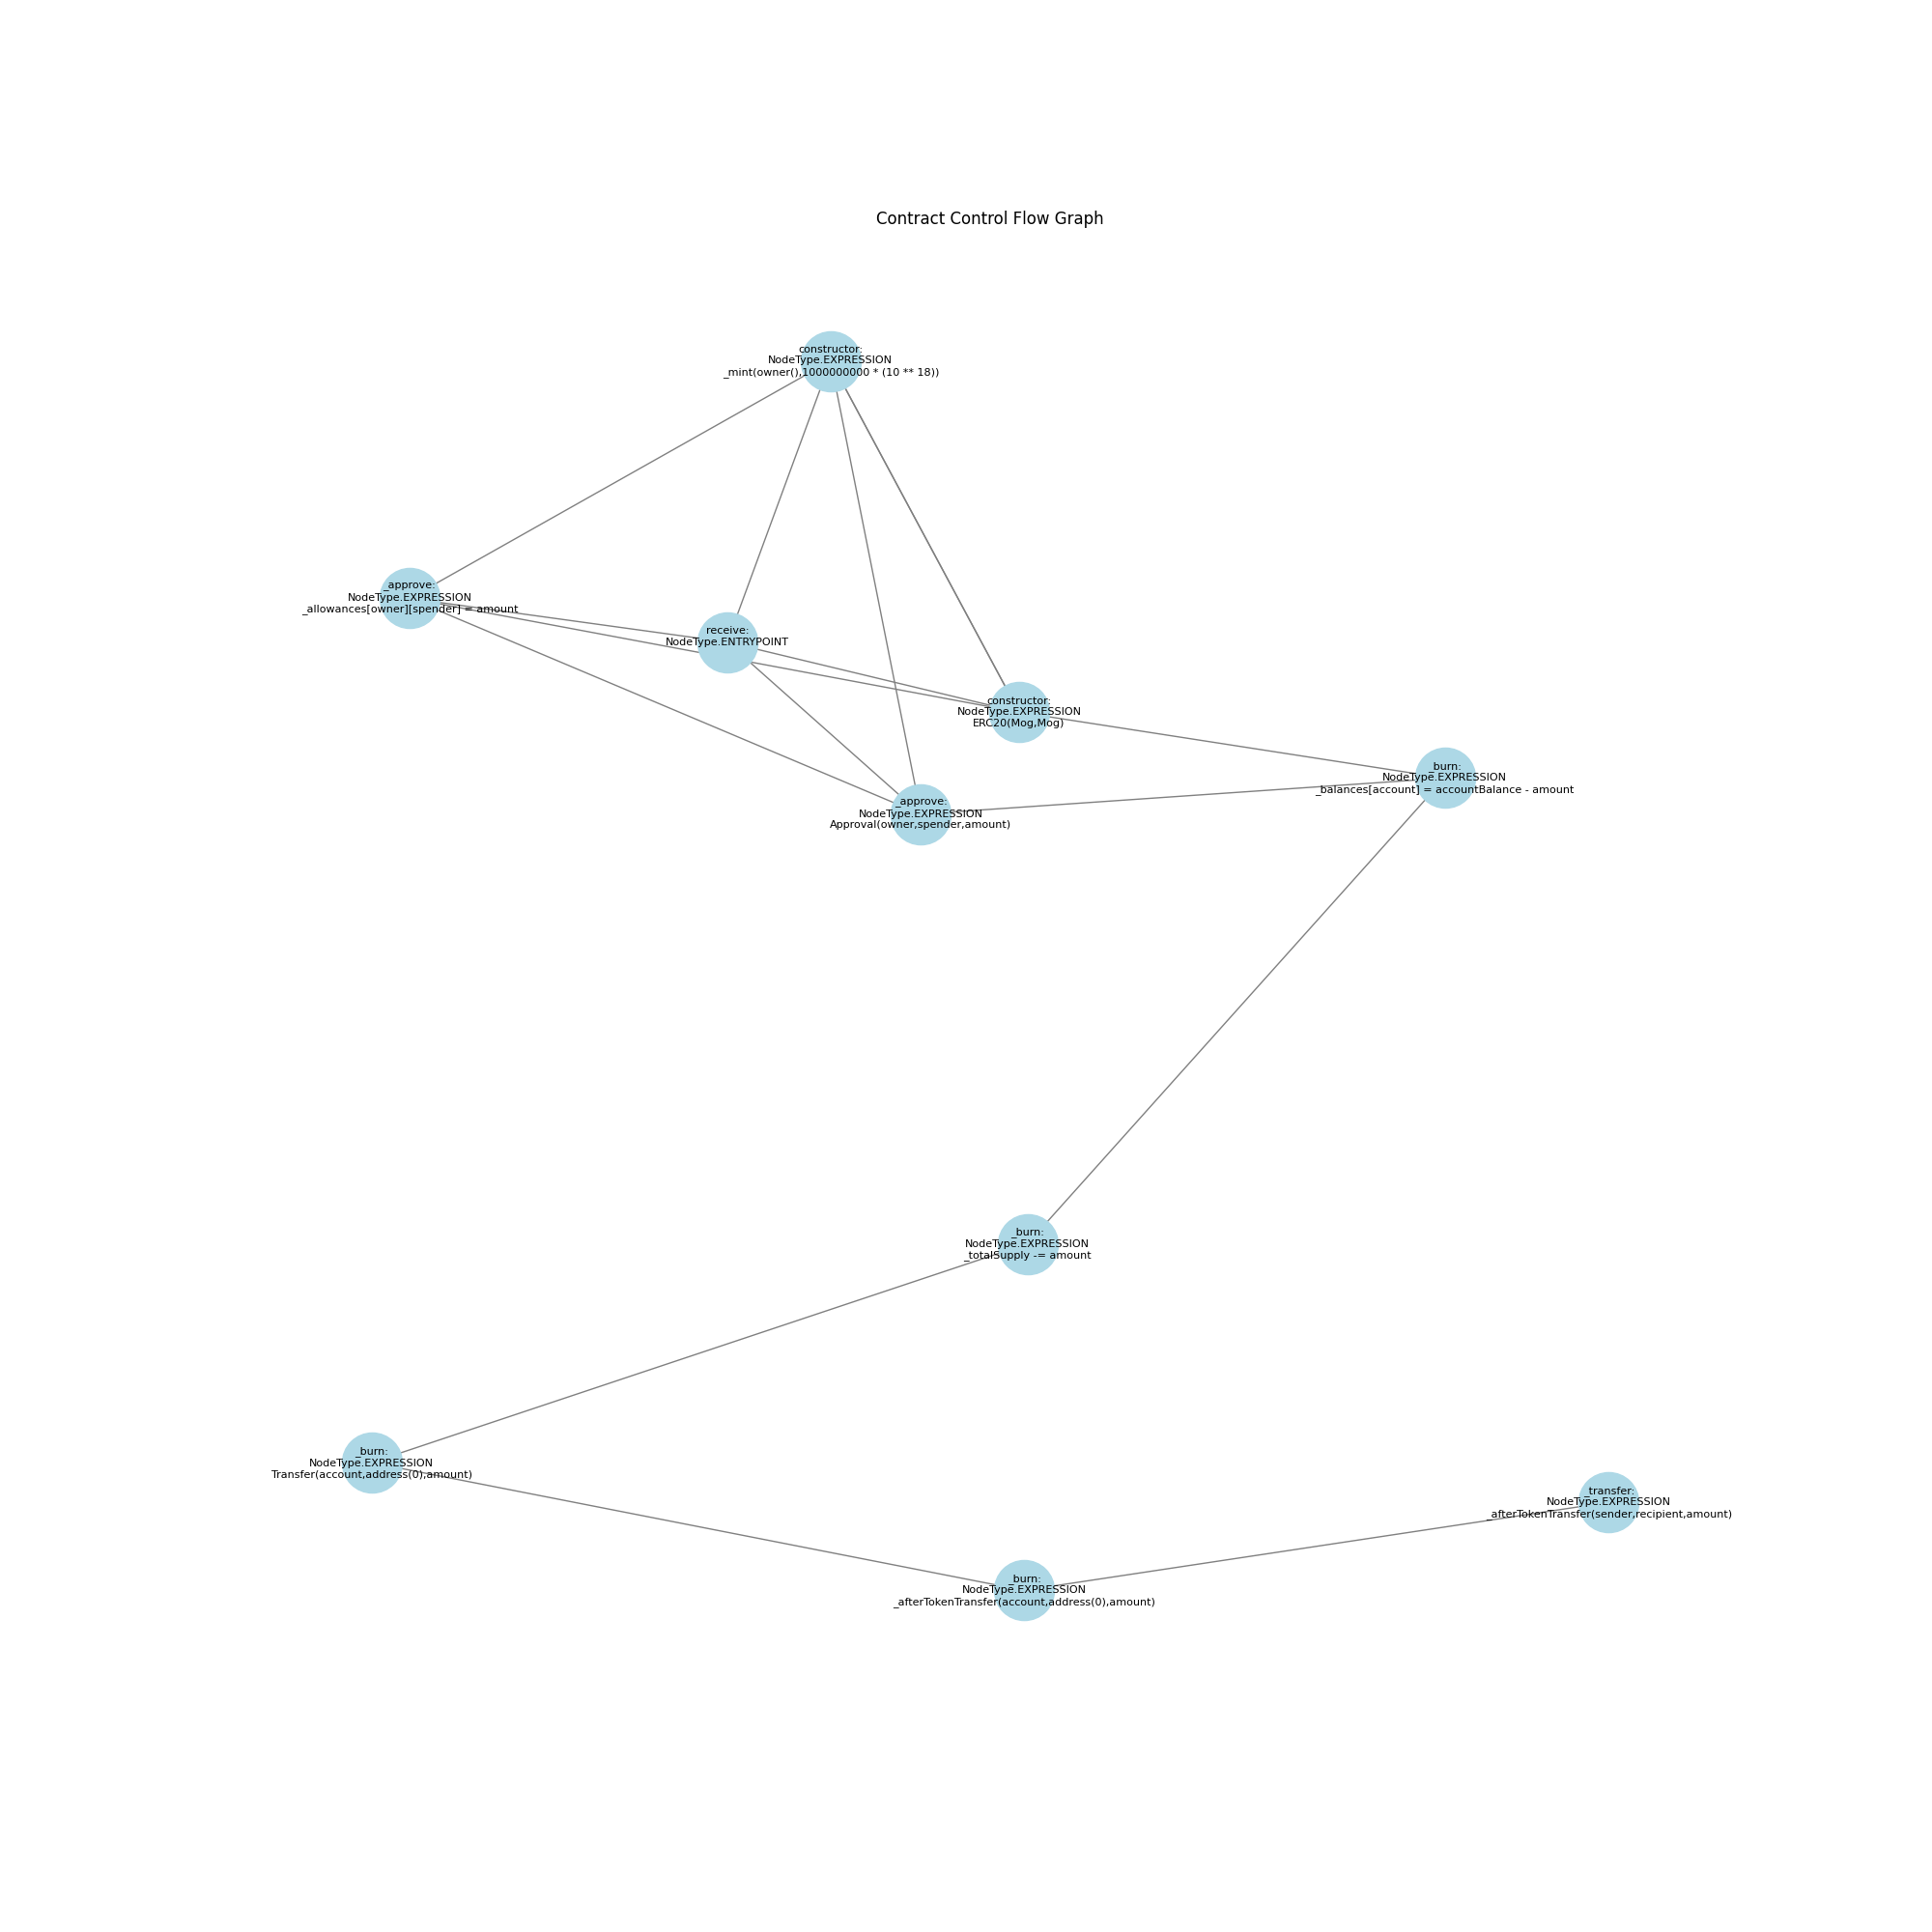 Contract Control Flow Graph
constructor:
NodeType.EXPRESSION
_mint(owner(),1000000000 * (10 ** 18))
_approve:
NodeType.EXPRESSION
_allowances[owner][spender] = amount
receive:
NodeType.ENTRYPOINT
constructor:
NodeType.EXPRESSION
ERC20(Mog,Mog)
_burn:
NodeType.EXPRESSION
_balances[account] = accountBalance - amount
_approve:
NodeType.EXPRESSION
Approval(owner,spender,amount)
_burn:
NodeType.EXPRESSION
_totalSupply -= amount
_burn:
NodeType.EXPRESSION
Transfer(account,address(0),amount)
_transfer:
NodeType.EXPRESSION
_afterTokenTransfer(sender,recipient,amount)
_burn:
NodeType.EXPRESSION
_afterTokenTransfer(account,address(0),amount)